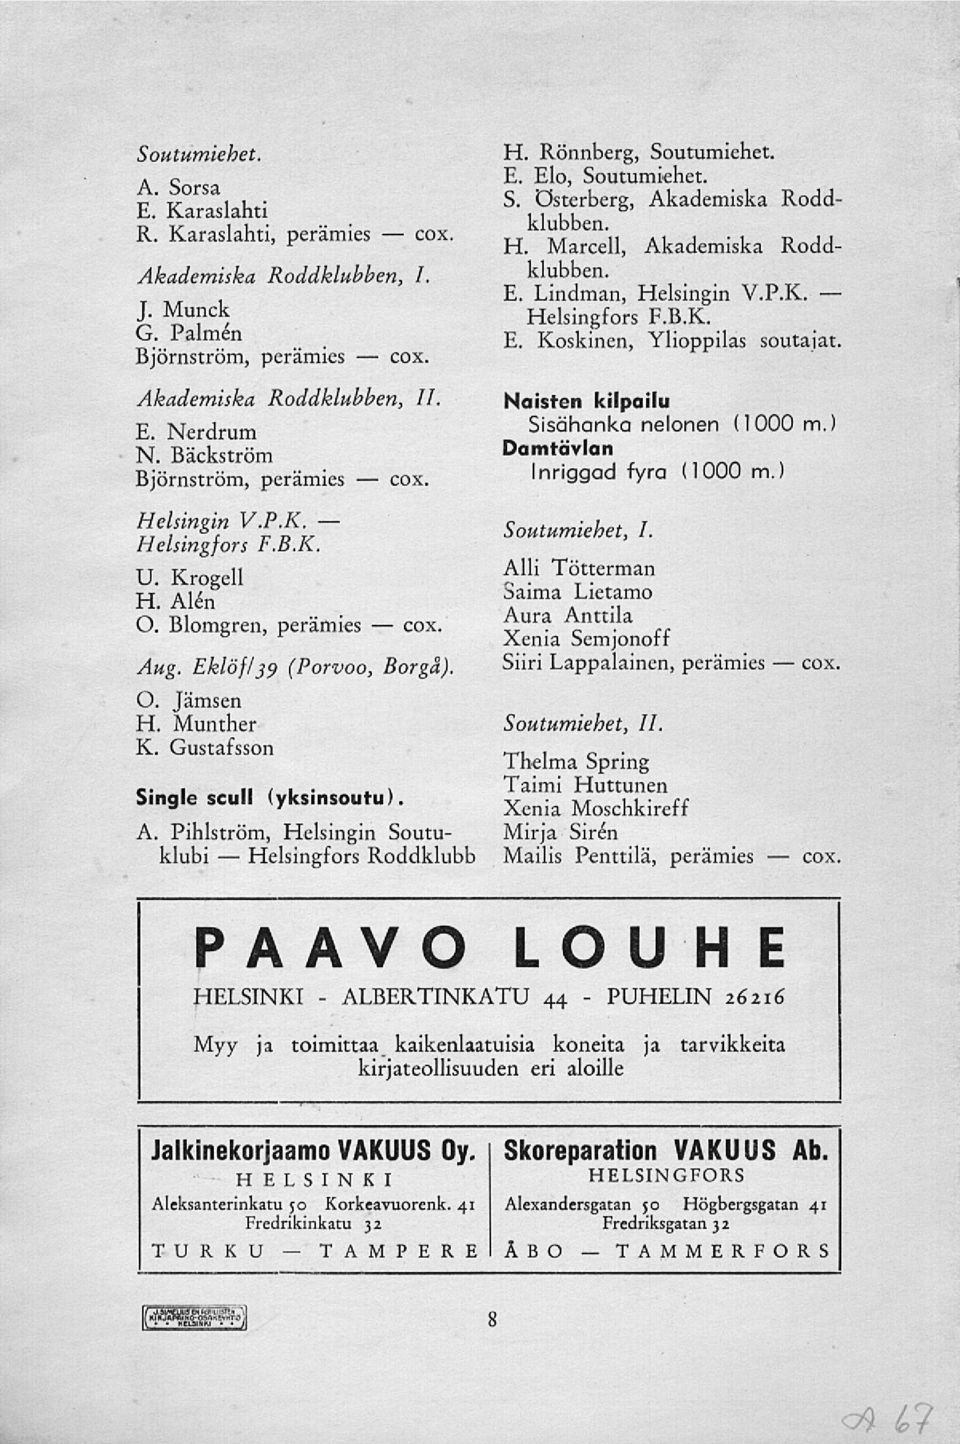 Soutumiehet.
A. Sorsa
E. Karaslahti
R. Karaslahti, perämies — cox.
Akademiska Roddklubben, I.
J. Munck
G. Palmén
Björnström, perämies — cox.
Akademiska Roddklubben, II.
E. Nerdrum
N. Bäckström
Björnström, perämies — cox.
Helsingin V.P.K. —
Helsingfors F.B.K.
U. Krogell
H. Alén
O. Blomgren, perämies — cox.
Aug. Eklöf/39 (Porvoo, Borgå).
O. Jämsen
H. Munther
K. Gustafsson
Single scull (yksinsoutu).
A. Pihlström, Helsingin Soutu-
klubi — Helsingfors Roddklubb
H. Rönnberg, Soutumiehet.
E. Elo, Soutumiehet.
S. Österberg, Akademiska Rodd-
klubben.
H. Marcell, Akademiska Rodd-
klubben.
E. Lindman, Helsingin V.P.K. —
Helsingfors F.B.K.
E. Koskinen, Ylioppilas soutajat.
Naisten kilpailu
Sisähanka nelonen (1000 m.)
Damtävlan
Inriggad fyra (1000 m.)
Soutumiehet, I.
Alli Tötterman
Saima Lietamo
Aura Anttila
Xenia Semjonoff
Siiri Lappalainen, perämies — cox.
Soutumiehet, II.
Thelma Spring
Taimi Huttunen
Xenia Moschkireff
Mirja Sirén
Mailis Penttilä, perämies — cox.
PAAVO LOUHE
HELSINKI - ALBERTINKATU 44 - PUHELIN 26216
Myy ja toimittaa kaikenlaatuisia koneita ja tarvikkeita
kirjateollisuuden eri aloille
Jalkinekorjaamo VAKUUS Oy.
HELSINKI
Aleksanterinkatu 50 Korkeavuorenk. 41
Fredrikinkatu 32
TURKU — TAMPERE
Skoreparation VAKUUS Ab.
HELSINGFORS
Alexandersgatan 50 Högbergsgatan 41
Fredriksgatan 32
ÅBO — TAMMERFORS
J. SIMELIUS'EN PERILLISTEN
KIRJAPAINO-OSAKEYHTIÖ
HELSINKI
8
A 67